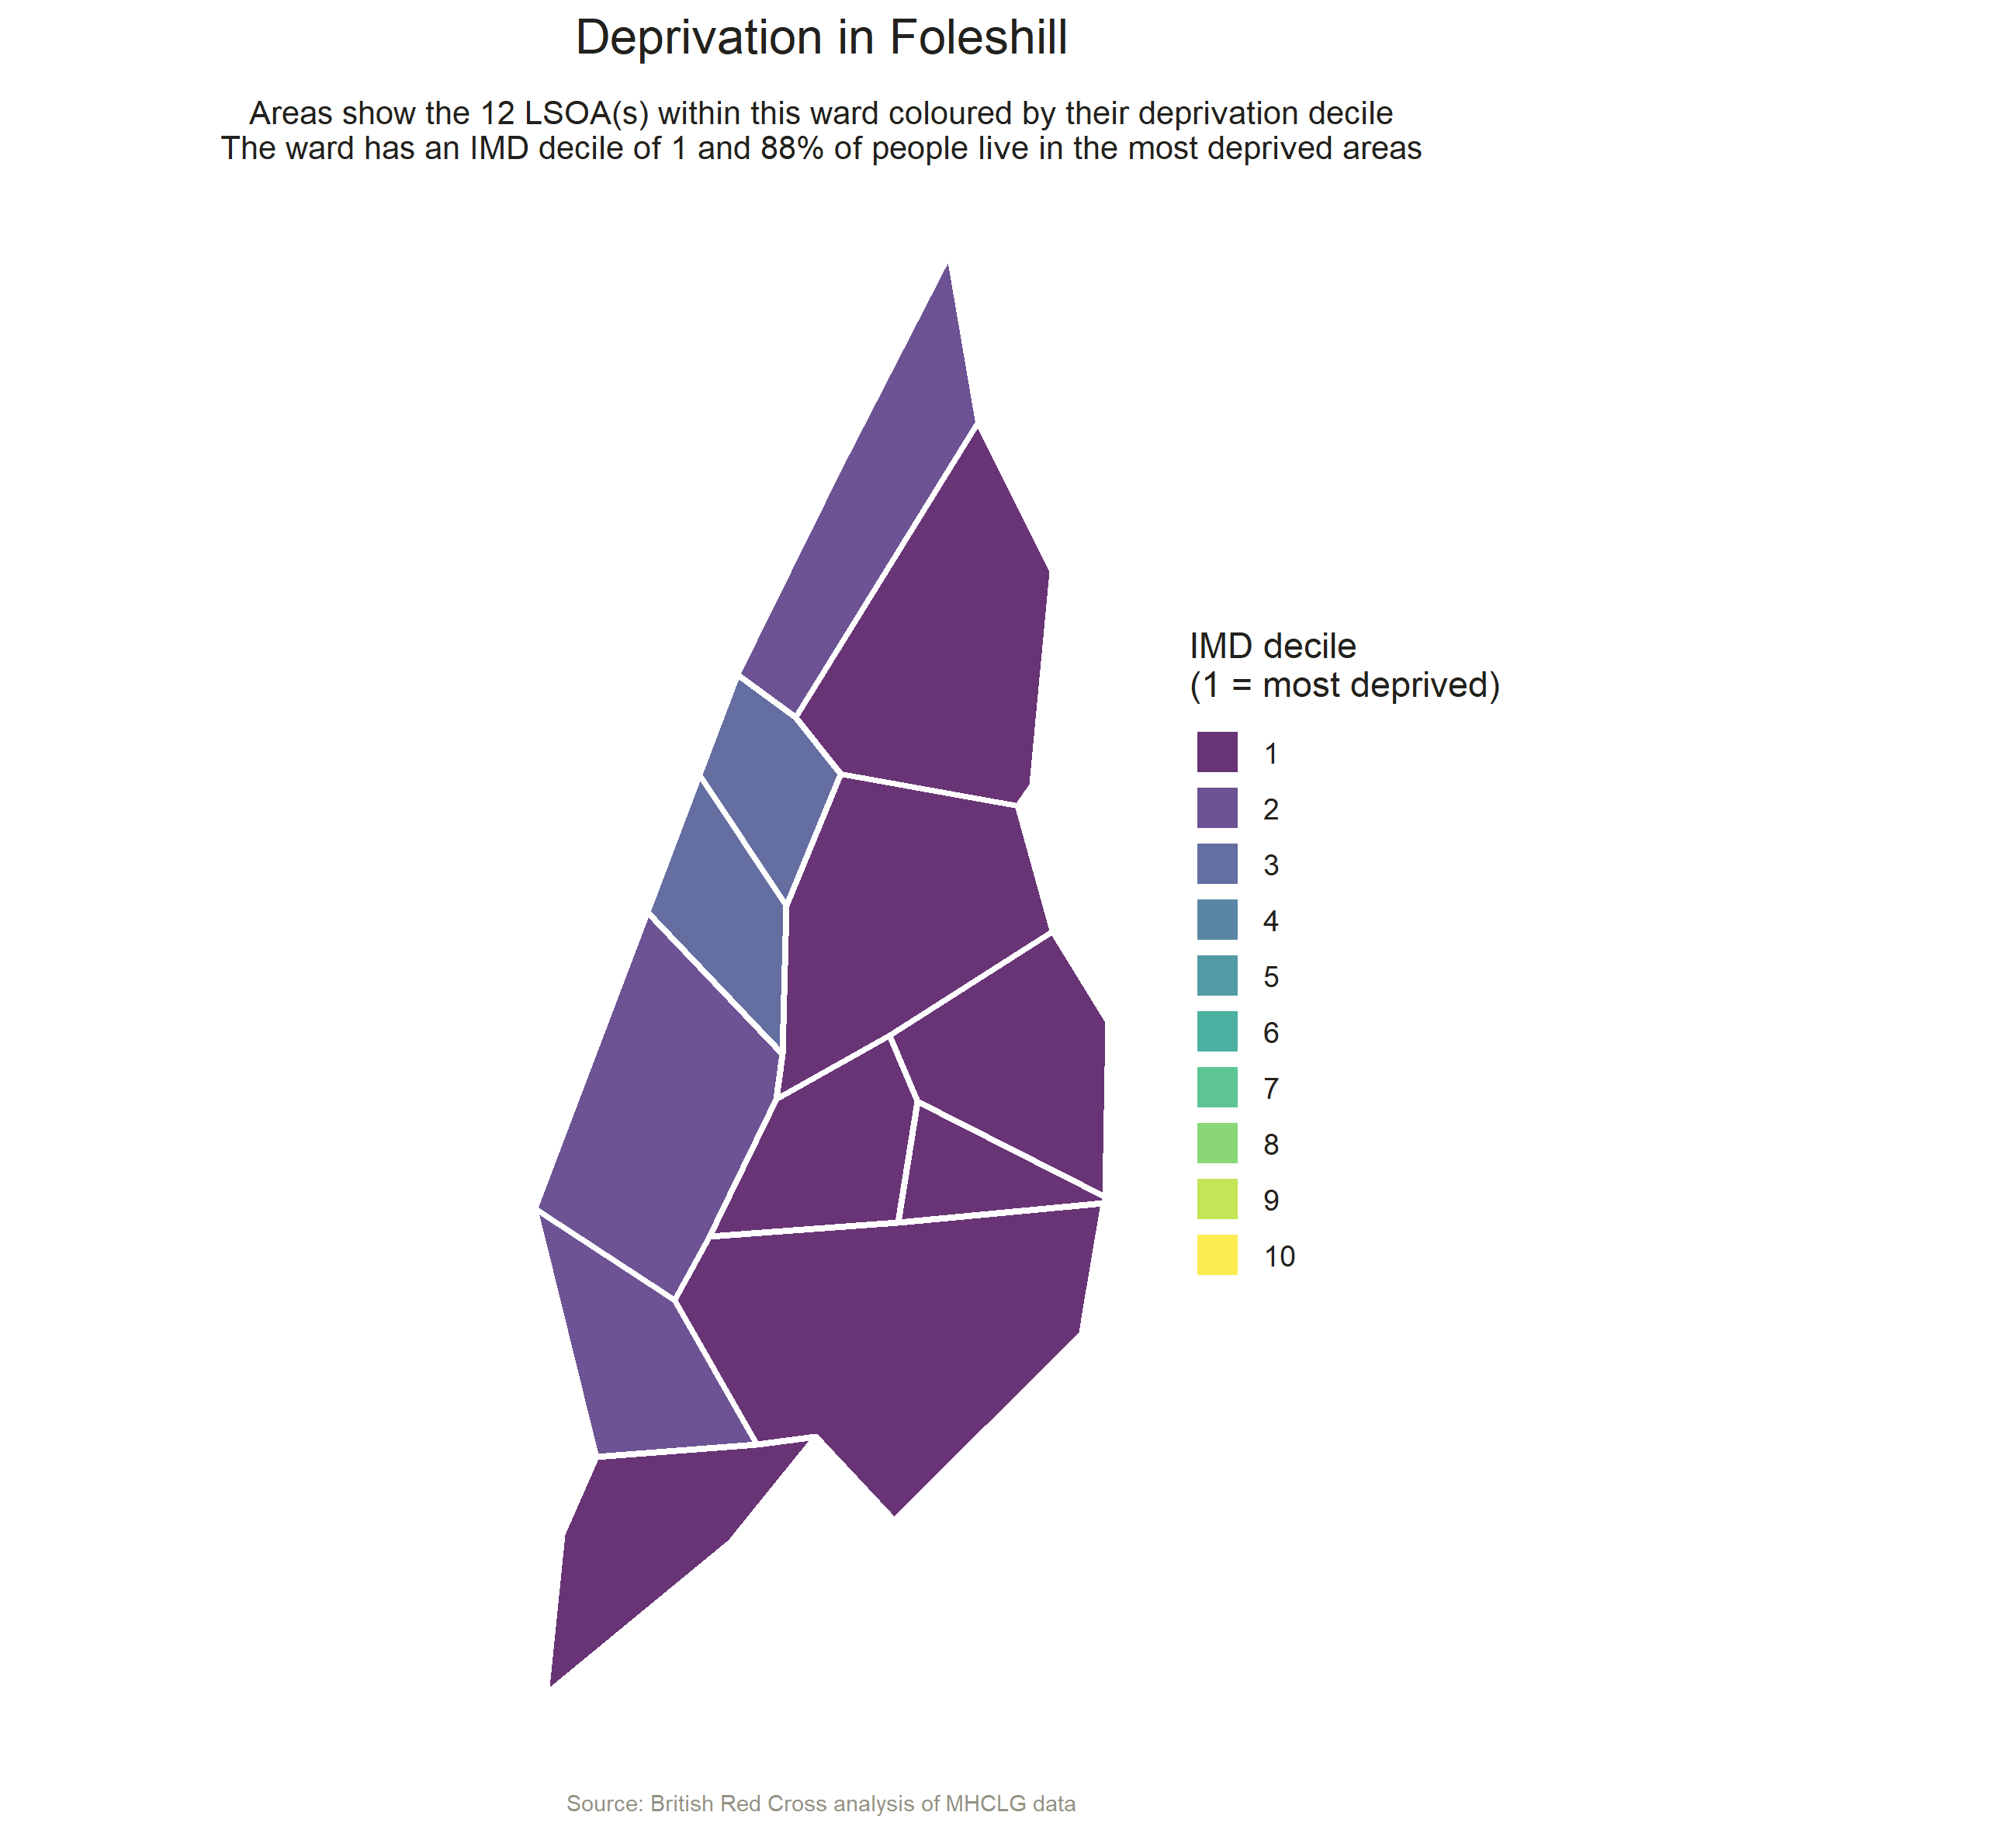 Deprivation in Foleshill
Areas show the 12 LSOA(s) within this ward coloured by their deprivation decile
The ward has an IMD decile of 1 and 88% of people live in the most deprived areas
IMD decile
(1 = most deprived)
1
2
3
4
5
6
7
8
9
10
Source: British Red Cross analysis of MHCLG data